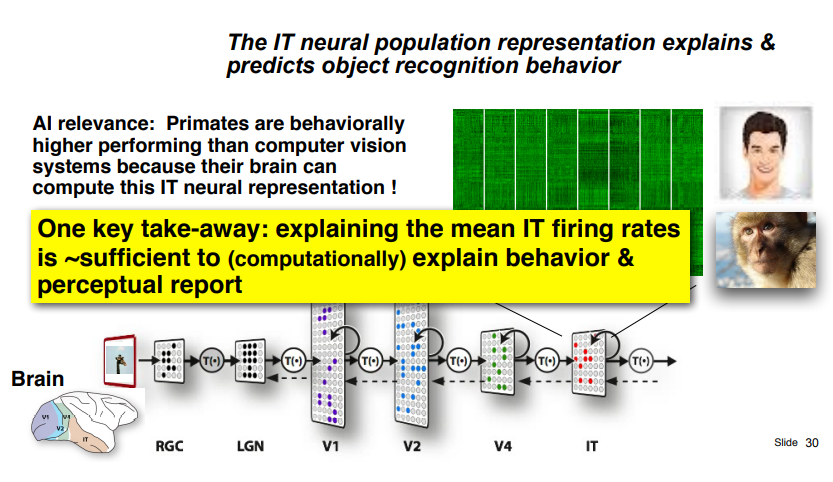 The IT neural population representation explains &
predicts object recognition behavior
AI relevance: Primates are behaviorally
higher performing than computer vision
systems because their brain can
compute this IT neural representation !
One key take-away: explaining the mean IT firing rates
is ~sufficient to (computationally) explain behavior &
perceptual report
T(•) T(•) T(•) T(•) T(•) T(•)
Brain
V1 V4
V2
IT
RGC LGN V1 V2 V4 IT
Slide 30